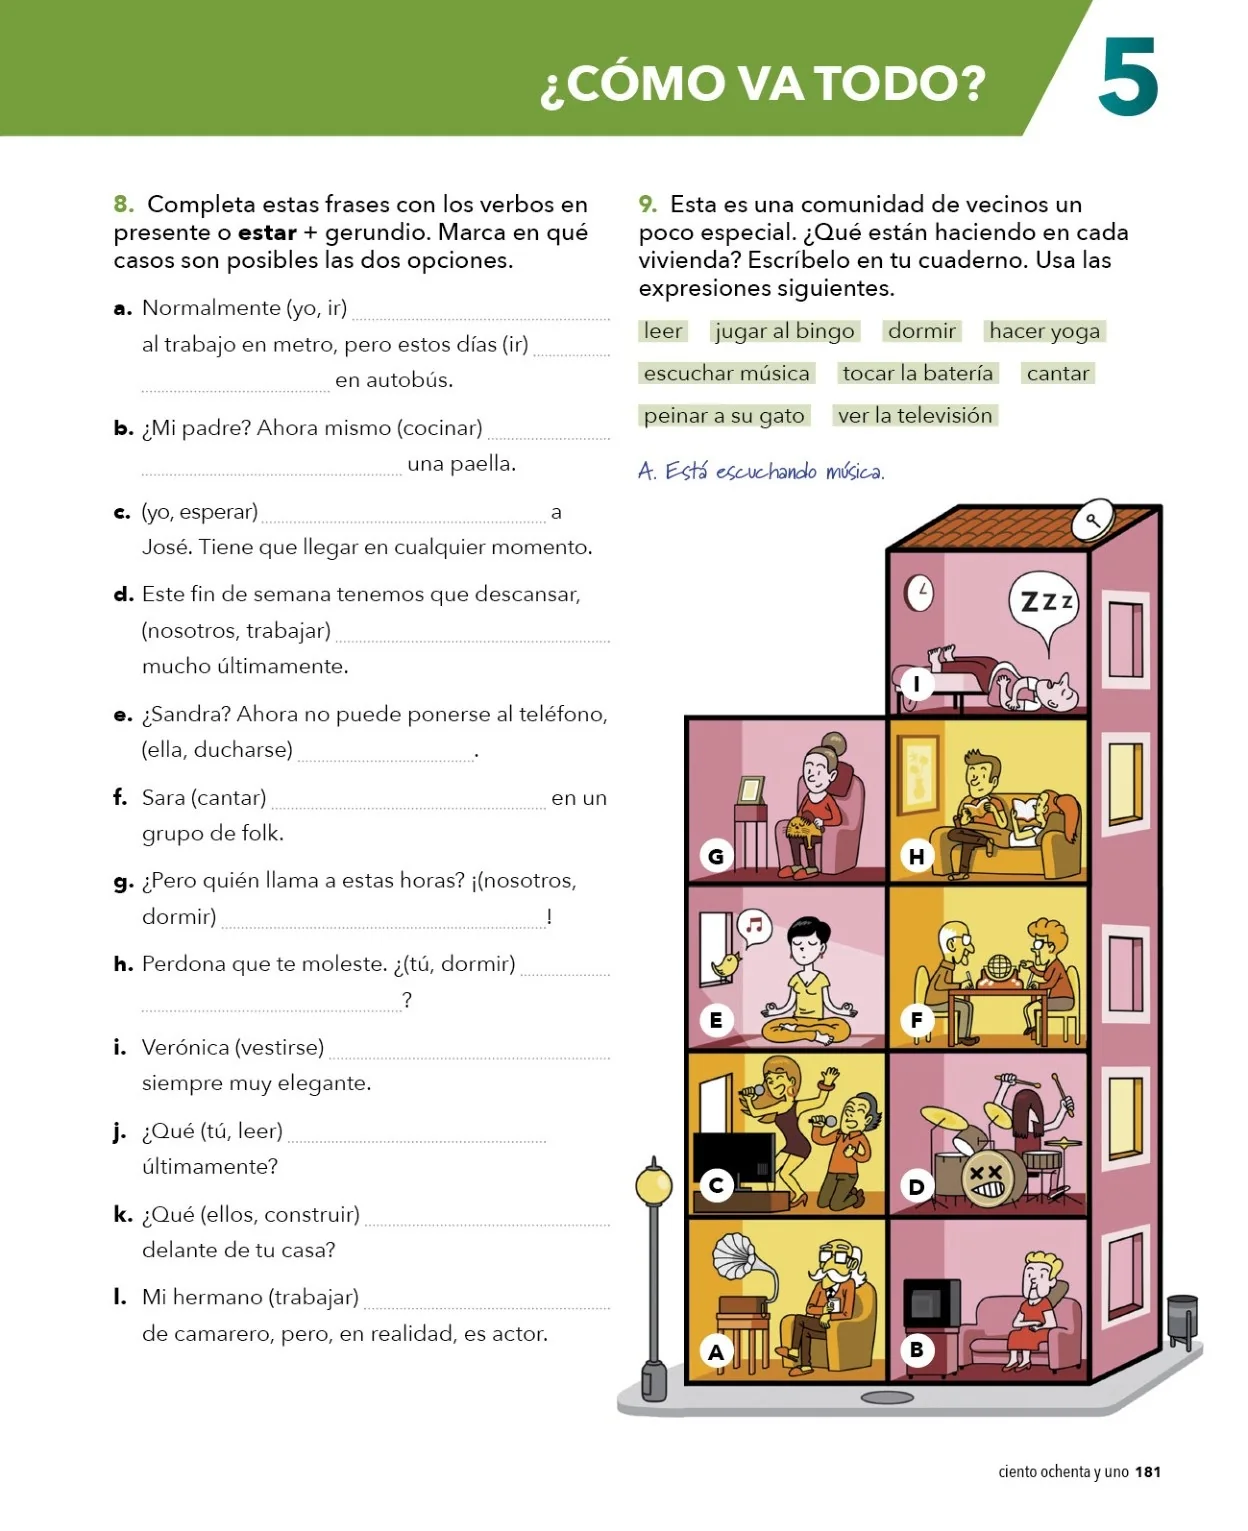 ¿CÓMO VA TODO?
5
8. Completa estas frases con los verbos en
presente o estar + gerundio. Marca en qué
casos son posibles las dos opciones.
a. Normalmente (yo, ir)
al trabajo en metro, pero estos días (ir)
en autobús.
b. ¿Mi padre? Ahora mismo (cocinar)
una paella.
c. (yo, esperar) a
José. Tiene que llegar en cualquier momento.
d. Este fin de semana tenemos que descansar,
(nosotros, trabajar)
mucho últimamente.
e. ¿Sandra? Ahora no puede ponerse al teléfono,
(ella, ducharse) .
f. Sara (cantar) en un
grupo de folk.
g. ¿Pero quién llama a estas horas? ¡(nosotros,
dormir) !
h. Perdona que te moleste. ¿(tú, dormir)
?
i. Verónica (vestirse)
siempre muy elegante.
j. ¿Qué (tú, leer)
últimamente?
k. ¿Qué (ellos, construir)
delante de tu casa?
l. Mi hermano (trabajar)
de camarero, pero, en realidad, es actor.
9. Esta es una comunidad de vecinos un
poco especial. ¿Qué están haciendo en cada
vivienda? Escríbelo en tu cuaderno. Usa las
expresiones siguientes.
leer jugar al bingo dormir hacer yoga
escuchar música tocar la batería cantar
peinar a su gato ver la televisión
A. Está escuchando música.
ZZZ
I
G
H
E
F
C
D
A
B
ciento ochenta y uno 181